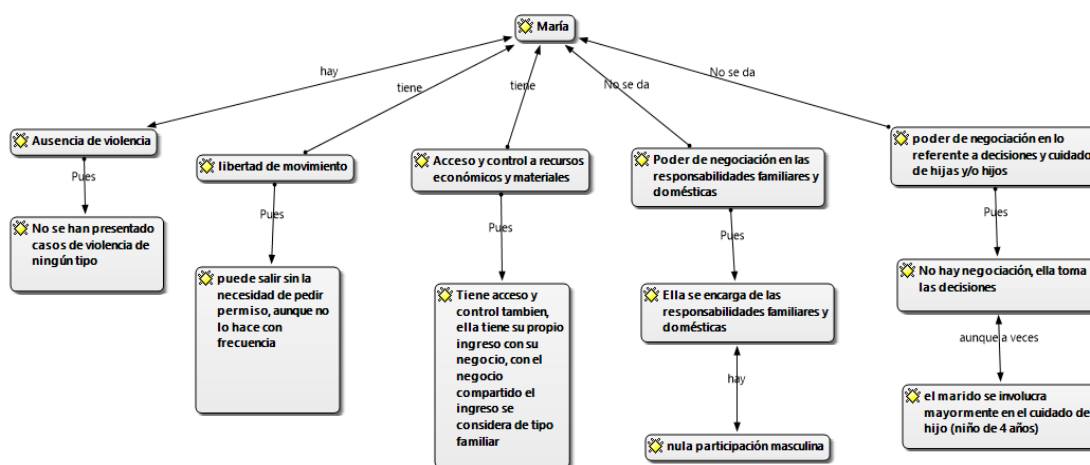 María
hay
tiene
tiene
No se da
No se da
Ausencia de violencia
libertad de movimiento
Acceso y control a recursos
económicos y materiales
Poder de negociación en las
responsabilidades familiares y
domésticas
poder de negociación en lo
referente a decisiones y cuidado
de hijas y/o hijos
Pues
Pues
Pues
Pues
Pues
No se han presentado
casos de violencia de
ningún tipo
puede salir sin la
necesidad de pedir
permiso, aunque no
lo hace con
frecuencia
Tiene acceso y
control tambien,
ella tiene su propio
ingreso con su
negocio, con el
negocio
compartido el
ingreso se
considera de tipo
familiar
Ella se encarga de las
responsabilidades familiares y
domésticas
hay
nula participación masculina
No hay negociación, ella toma
las decisiones
aunque a veces
el marido se involucra
mayormente en el cuidado de
hijo (niño de 4 años)